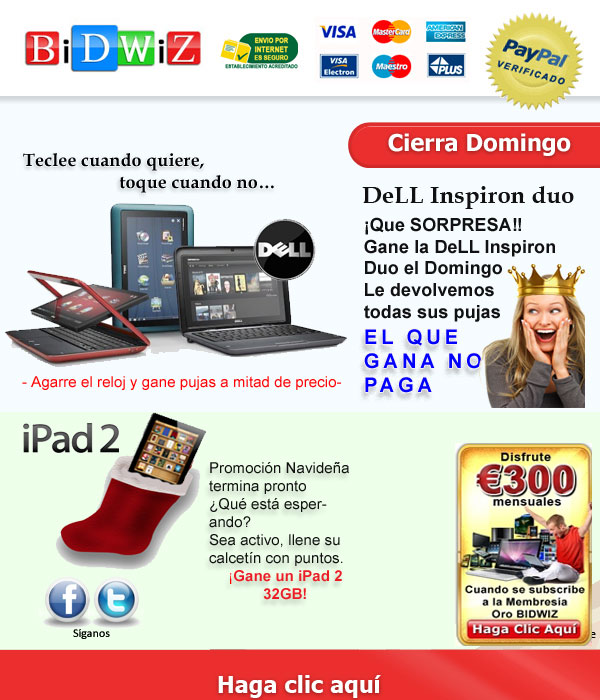 BiDWiZ
ENVIO POR
INTERNET
ES SEGURO
ESTABLECIMIENTO ACREDITADO
VISA
MasterCard
AMERICAN
EXPRESS
VISA
Electron
Maestro
PLUS
PayPal
VERIFICADO
Cierra Domingo
Teclee cuando quiere,
toque cuando no...
DELL
DeLL Inspiron duo
¡Que SORPRESA!!
Gane la DeLL Inspiron
Duo el Domingo
Le devolvemos
todas sus pujas
EL QUE
GANA NO
PAGA
- Agarre el reloj y gane pujas a mitad de precio-
iPad 2
Promoción Navideña
termina pronto
¿Qué está esper-
ando?
Sea activo, llene su
calcetín con puntos.
¡Gane un iPad 2
32GB!
Síganos
Disfrute
€300
mensuales
Cuando se subscribe
a la Membresia
Oro BIDWIZ
Haga Clic Aquí
e
Haga clic aquí